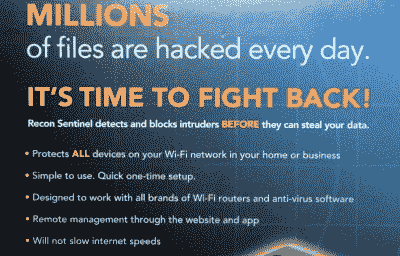 MILLIONS
of files are hacked every day.
IT'S TIME TO FIGHT BACK!
Recon Sentinel detects and blocks intruders BEFORE they can steal your data.
• Protects ALL devices on your Wi-Fi network in your home or business
• Simple to use. Quick one-time setup.
• Designed to work with all brands of Wi-Fi routers and anti-virus software
• Remote management through the website and app
• Will not slow internet speeds